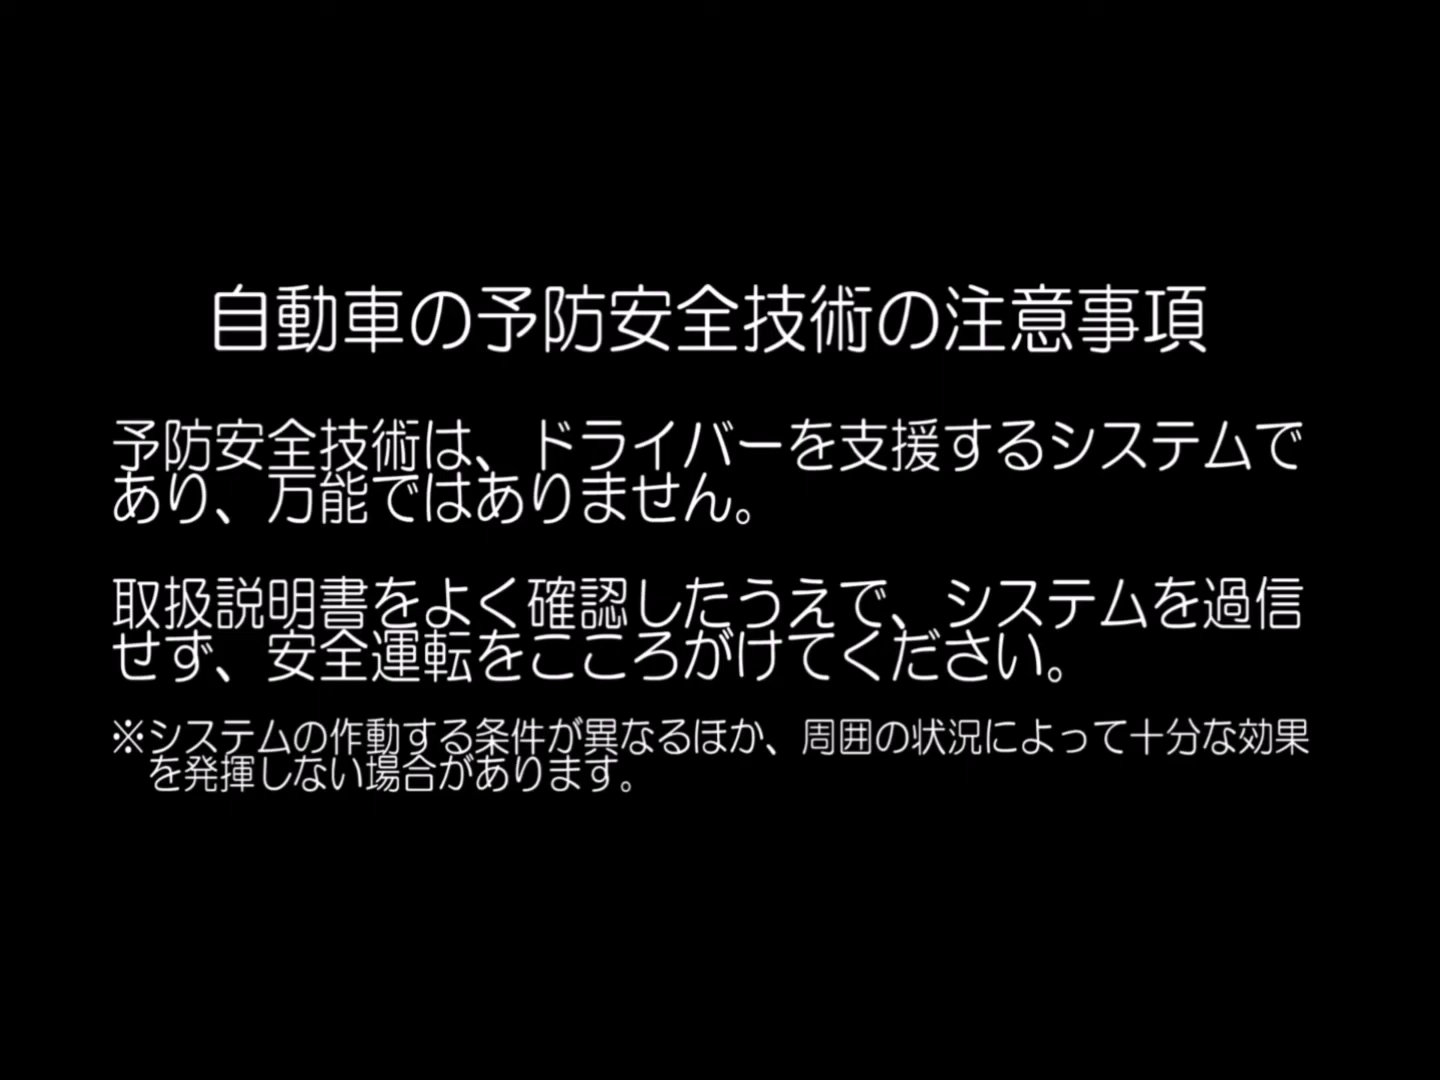 自動車の予防安全技術の注意事項
予防安全技術は、ドライバーを支援するシステムで
あり、万能ではありません。
取扱説明書をよく確認したうえで、システムを過信
せず、安全運転をこころがけてください。
※システムの作動する条件が異なるほか、周囲の状況によって十分な効果
を発揮しない場合があります。